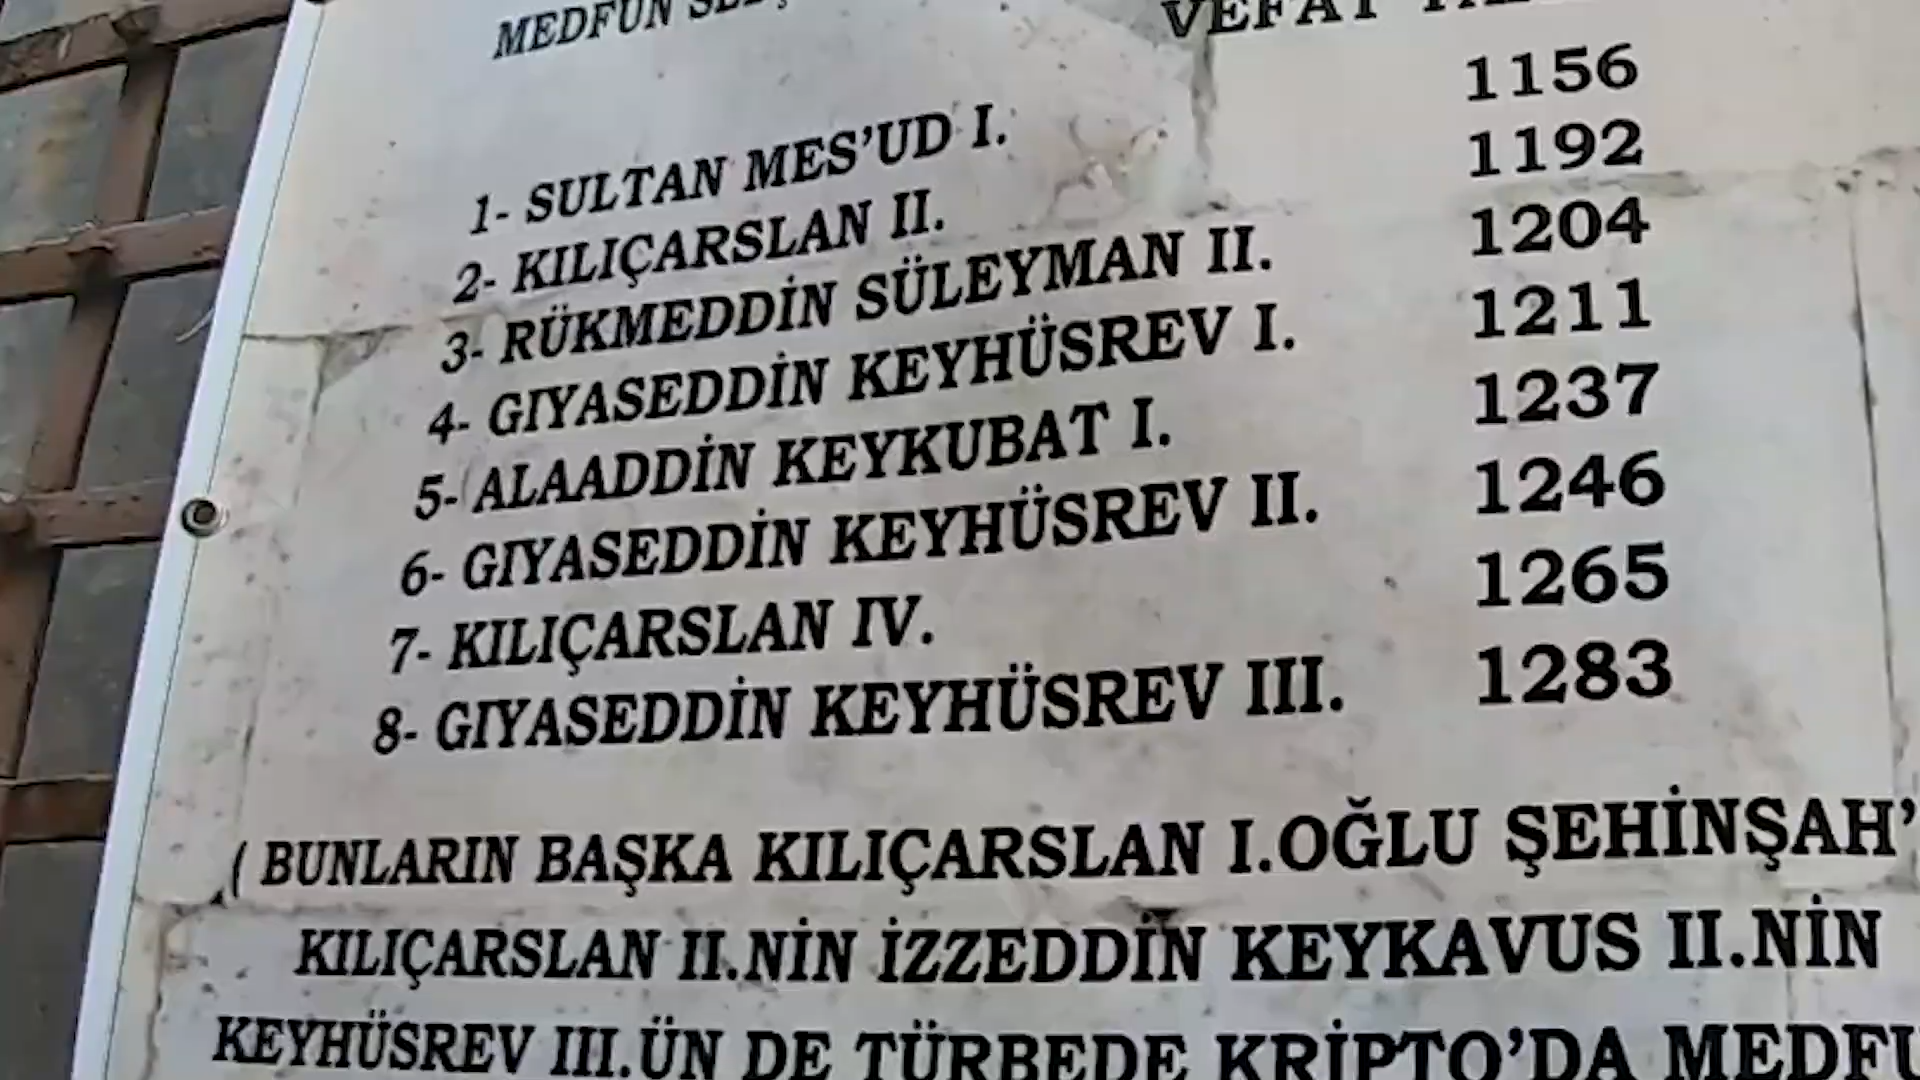 MEDFUN
VEFAT
1- SULTAN MES'UD I. 1156
2- KILIÇARSLAN II. 1192
3- RÜKMEDDİN SÜLEYMAN II. 1204
4- GIYASEDDİN KEYHÜSREV I. 1211
5- ALAADDİN KEYKUBAT I. 1237
6- GIYASEDDİN KEYHÜSREV II. 1246
7- KILIÇARSLAN IV. 1265
8- GIYASEDDİN KEYHÜSREV III. 1283
( BUNLARIN BAŞKA KILIÇARSLAN I.OĞLU ŞEHİNŞAH'
KILIÇARSLAN II.NİN İZZEDDİN KEYKAVUS II.NİN
KEYHÜSREV III.ÜN DE TÜRBEDE KRİPTO'DA MEDFU